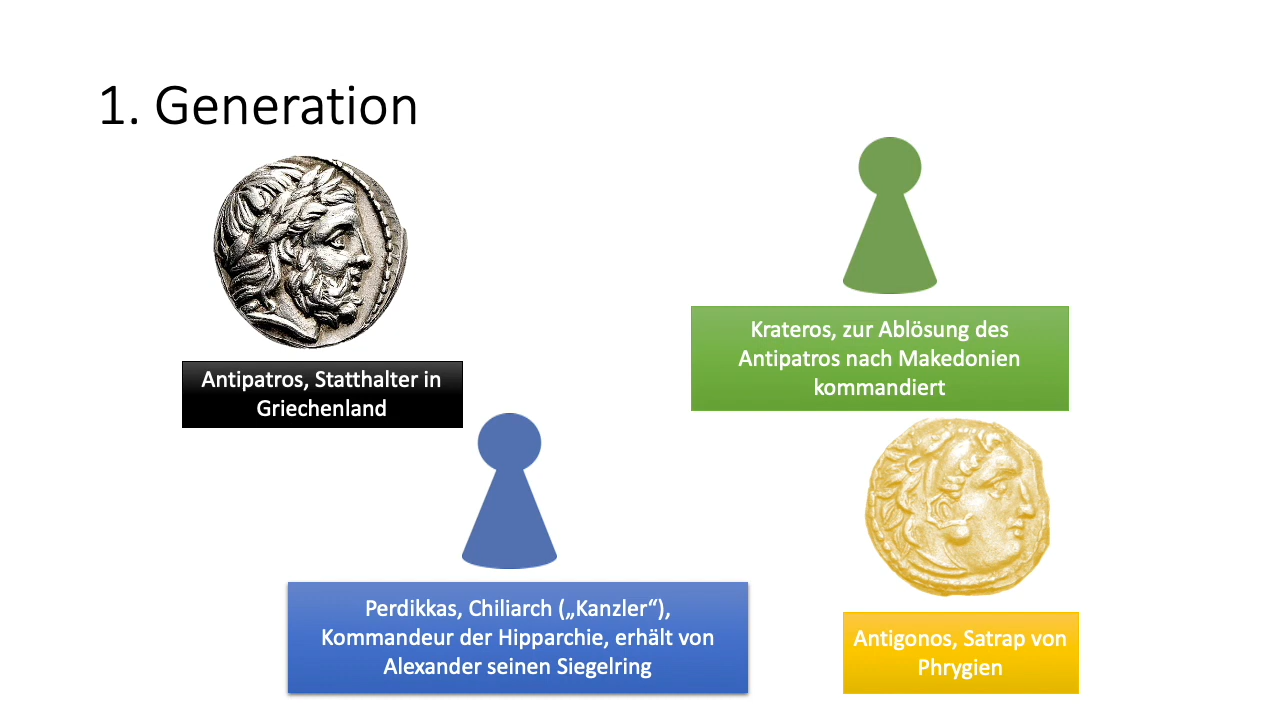 1. Generation
Antipatros, Statthalter in
Griechenland
Krateros, zur Ablösung des
Antipatros nach Makedonien
kommandiert
Perdikkas, Chiliarch („Kanzler“),
Kommandeur der Hipparchie, erhält von
Alexander seinen Siegelring
Antigonos, Satrap von
Phrygien